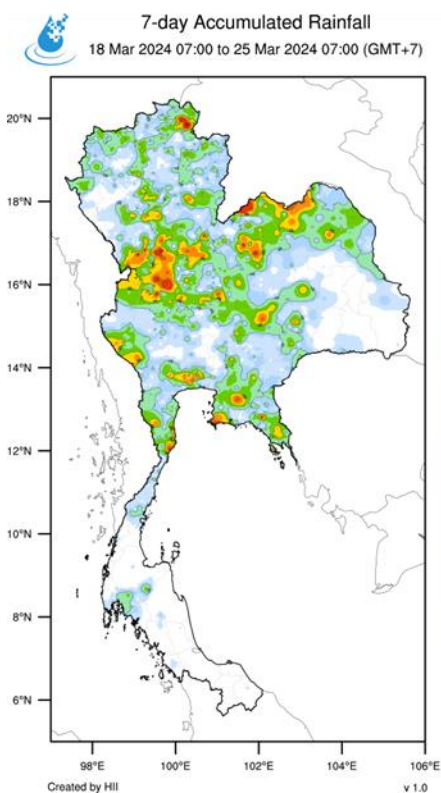 7-day Accumulated Rainfall
18 Mar 2024 07:00 to 25 Mar 2024 07:00 (GMT+7)
20°N
18°N
16°N
14°N
12°N
10°N
8°N
6°N
98°E 100°E 102°E 104°E 106°E
Created by HII v 1.0